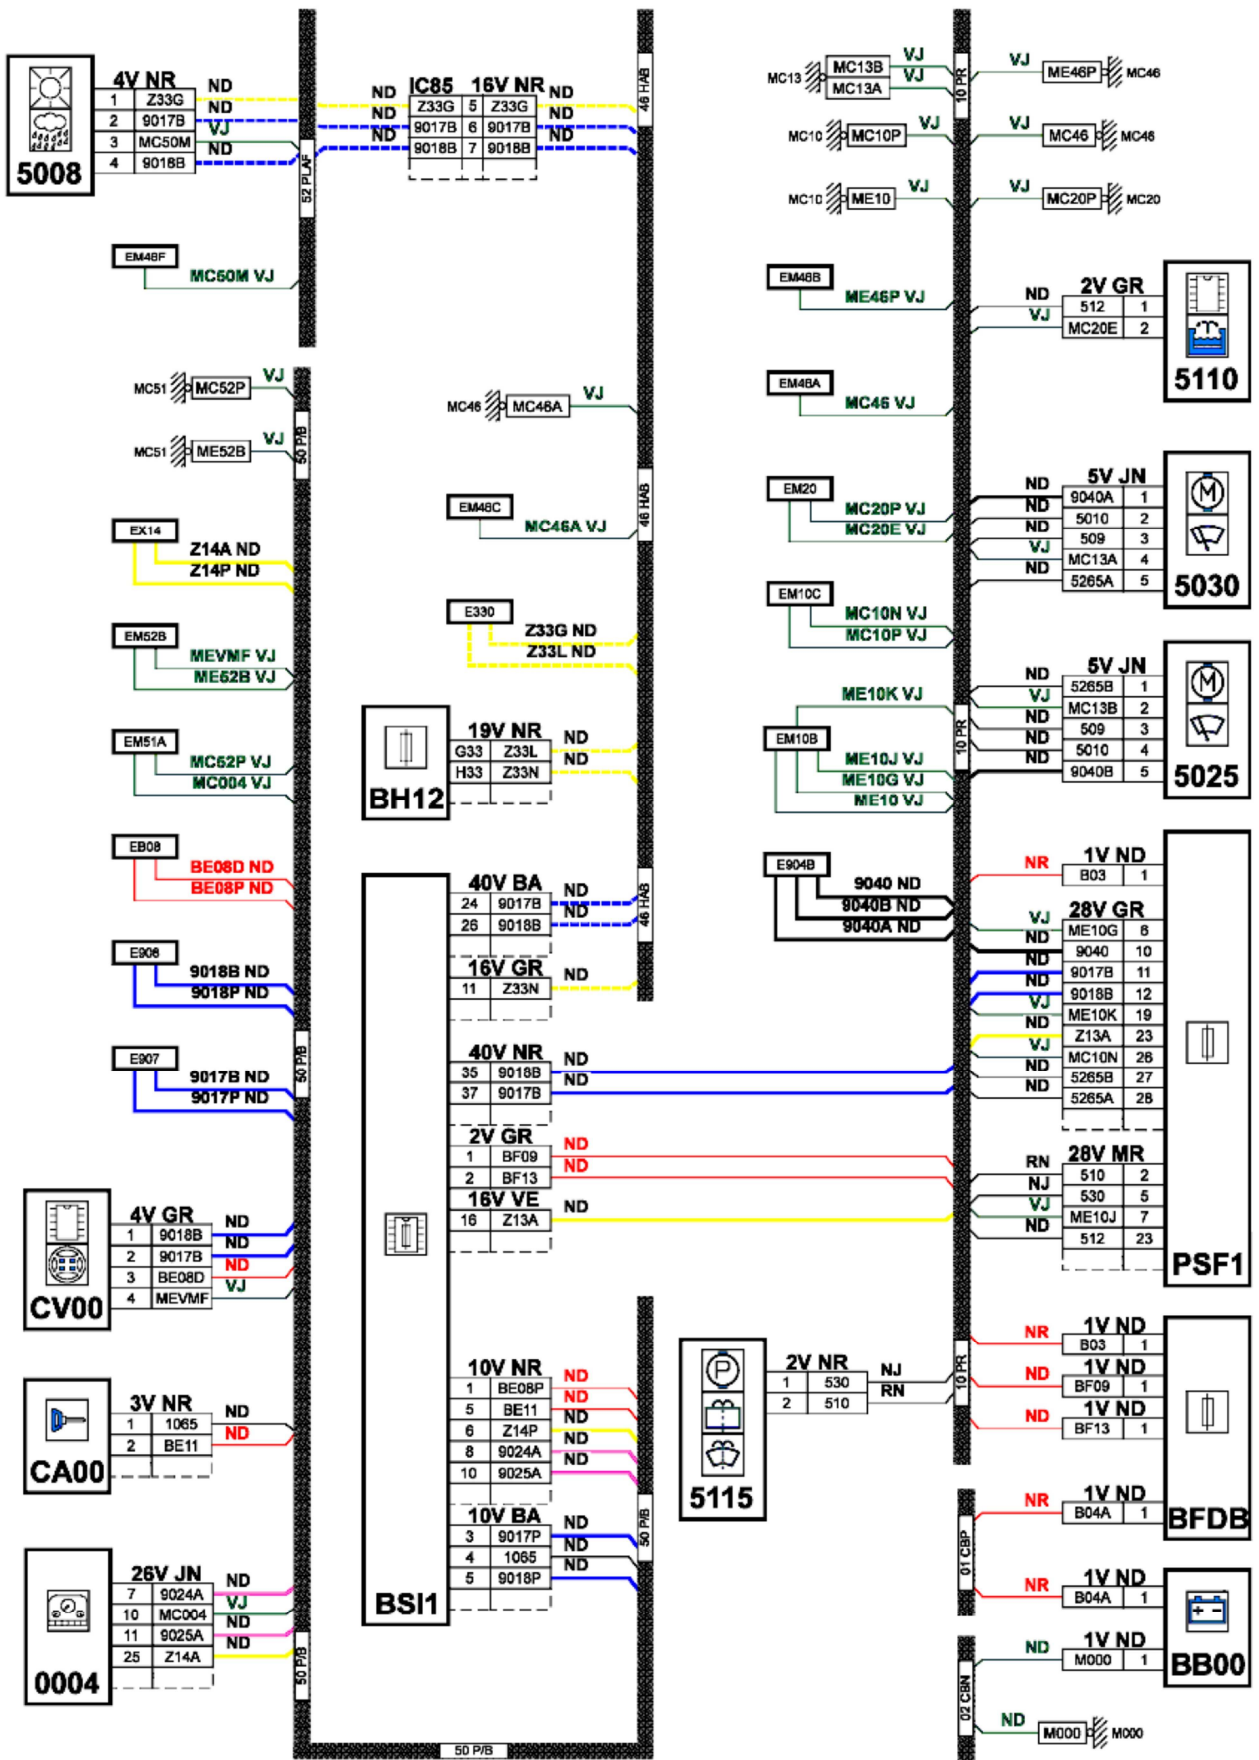 5008
4V NR
1 Z33G ND
2 9017B ND
3 MC50M VJ
4 9018B ND
52 PLAF
EM48F
MC50M VJ
IC85 16V NR
ND Z33G 5 Z33G ND
ND 9017B 6 9017B ND
ND 9018B 7 9018B ND
46 HAB
MC51 MC52P VJ
MC51 ME52B VJ
50 P/B
EX14
Z14A ND
Z14P ND
EM52B
MEVMF VJ
ME52B VJ
EM51A
MC52P VJ
MC004 VJ
EB08
BE08D ND
BE08P ND
E906
9018B ND
9018P ND
50 P/B
E907
9017B ND
9017P ND
CV00
4V GR
1 9018B ND
2 9017B ND
3 BE08D ND
4 MEVMF VJ
CA00
3V NR
1 1065 ND
2 BE11 ND
0004
26V JN
7 9024A ND
10 MC004 VJ
11 9025A ND
25 Z14A ND
50 P/B
50 P/B
MC46 MC46A VJ
46 HAB
EM46C
MC46A VJ
E330
Z33G ND
Z33L ND
BH12
19V NR
G33 Z33L ND
H33 Z33N ND
BSI1
40V BA
24 9017B ND
26 9018B ND
46 HAB
16V GR
11 Z33N ND
40V NR
35 9018B ND
37 9017B ND
2V GR
1 BF09 ND
2 BF13 ND
16V VE
16 Z13A ND
10V NR
1 BE08P ND
5 BE11 ND
6 Z14P ND
8 9024A ND
10 9025A ND
10V BA
3 9017P ND
4 1065 ND
5 9018P ND
50 P/B
MC13 MC13B VJ
MC13A VJ
MC10 MC10P VJ
MC10 ME10 VJ
10 PR
VJ ME46P MC46
VJ MC46 MC46
VJ MC20P MC20
EM46B
ME46P VJ
EM46A
MC46 VJ
EM20
MC20P VJ
MC20E VJ
EM10C
MC10N VJ
MC10P VJ
ME10K VJ
EM10B
ME10J VJ
ME10G VJ
ME10 VJ
10 PR
E904B
9040 ND
9040B ND
9040A ND
5115
2V NR
1 530 NJ
2 510 RN
10 PR
2V GR
ND 512 1
VJ MC20E 2
5110
5V JN
ND 9040A 1
ND 5010 2
ND 509 3
VJ MC13A 4
ND 5265A 5
5030
5V JN
ND 5265B 1
VJ MC13B 2
ND 509 3
ND 5010 4
ND 9040B 5
5025
1V ND
NR B03 1
28V GR
VJ ME10G 6
ND 9040 10
ND 9017B 11
ND 9018B 12
VJ ME10K 19
ND Z13A 23
VJ MC10N 26
ND 5265B 27
ND 5265A 28
28V MR
RN 510 2
NJ 530 5
VJ ME10J 7
ND 512 23
PSF1
1V ND
NR B03 1
1V ND
ND BF09 1
1V ND
ND BF13 1
1V ND
NR B04A 1
BFDB
01 CBP
1V ND
NR B04A 1
1V ND
ND M000 1
BB00
02 CBN
ND M000 M000